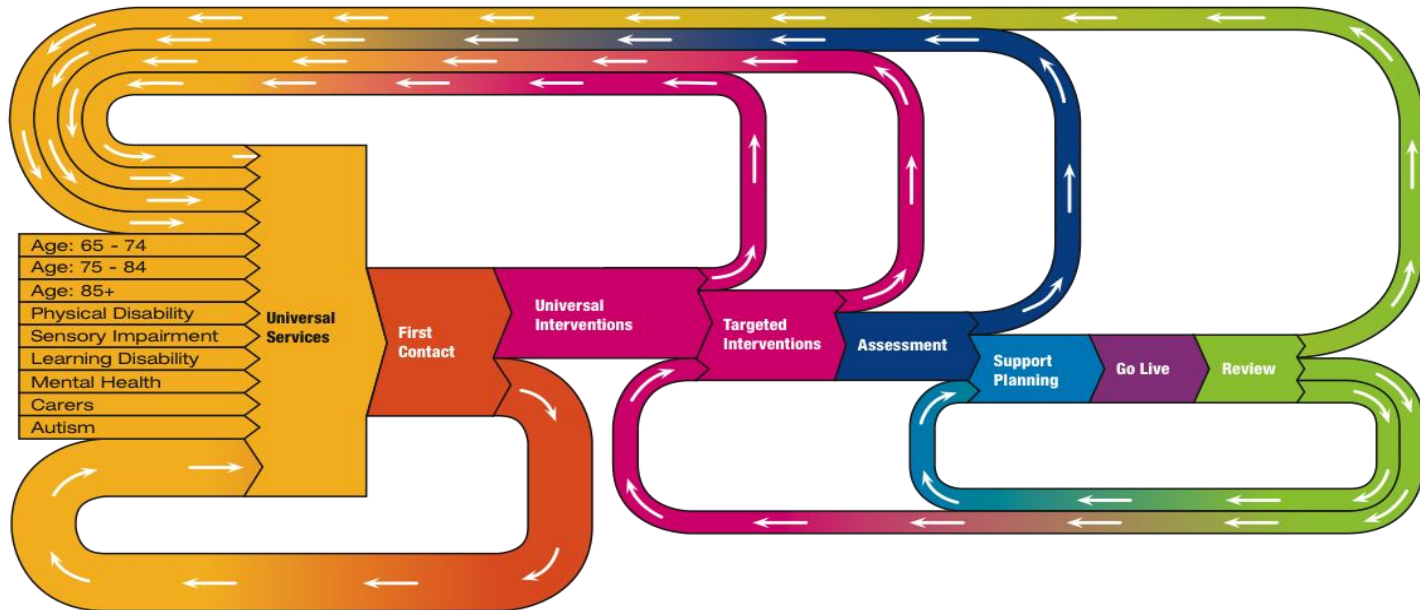 Age: 65 - 74
Age: 75 - 84
Age: 85+
Physical Disability
Sensory Impairment
Learning Disability
Mental Health
Carers
Autism
Universal
Services
First
Contact
Universal
Interventions
Targeted
Interventions
Assessment
Support
Planning
Go Live
Review